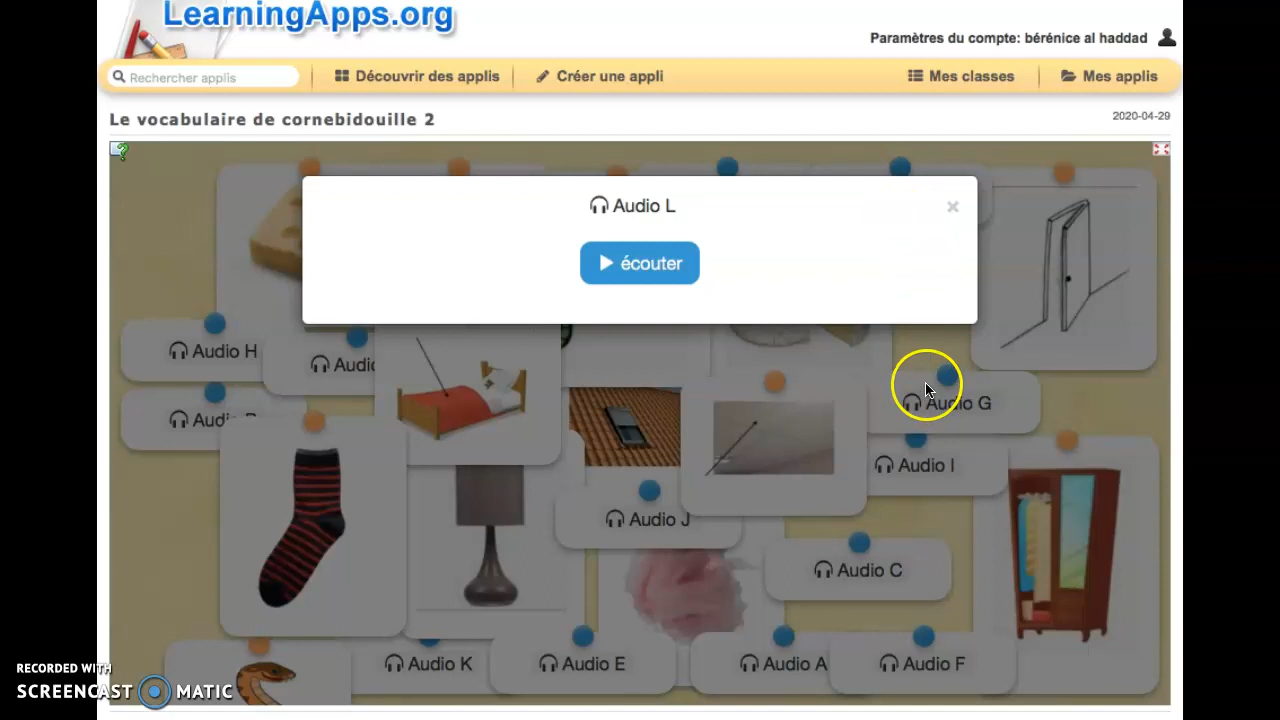 LearningApps.org
Paramètres du compte: bérénice al haddad
Rechercher applis
Découvrir des applis
Créer une appli
Mes classes
Mes applis
Le vocabulaire de cornebidouille 2
2020-04-29
Audio L
×
écouter
Audio H
Audio
Audio G
Audio
Audio I
Audio J
Audio C
Audio K
Audio E
Audio A
Audio F
RECORDED WITH
SCREENCAST MATIC